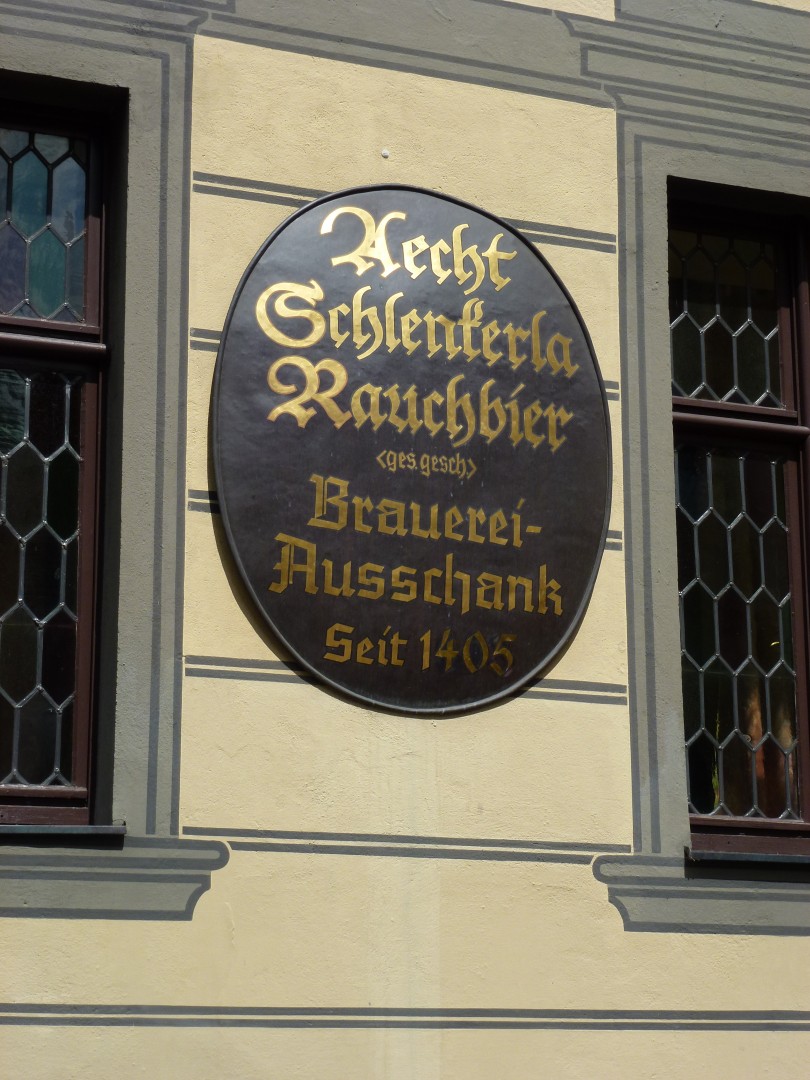 Aecht
Schlenkerla
Rauchbier
<ges. gesch>
Brauerei-
Ausschank
Seit 1405